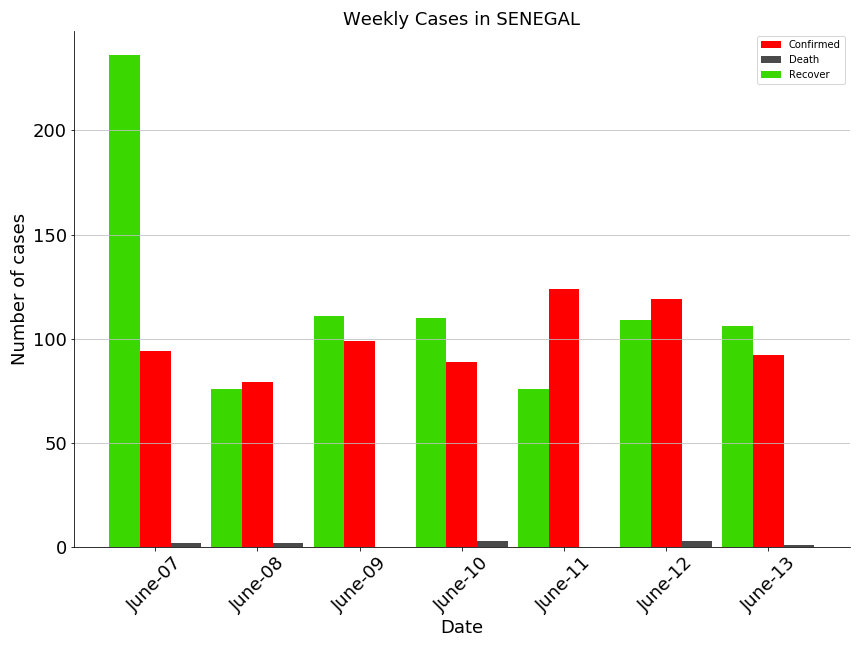 Weekly Cases in SENEGAL
Confirmed
Death
Recover
Number of cases
200
150
100
50
0
June-07
June-08
June-09
June-10
June-11
June-12
June-13
Date